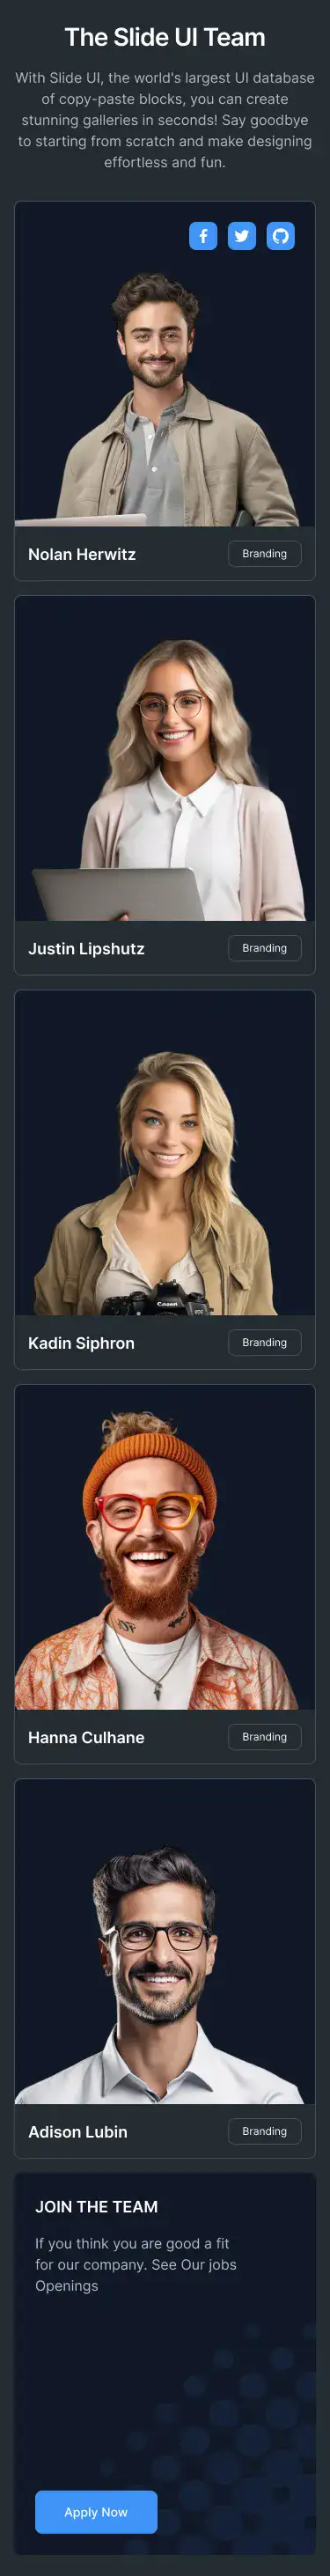 The Slide UI Team
With Slide UI, the world's largest UI database
of copy-paste blocks, you can create
stunning galleries in seconds! Say goodbye
to starting from scratch and make designing
effortless and fun.
Nolan Herwitz
Branding
Justin Lipshutz
Branding
Canon
Kadin Siphron
Branding
Hanna Culhane
Branding
Adison Lubin
Branding
JOIN THE TEAM
If you think you are good a fit
for our company. See Our jobs
Openings
Apply Now